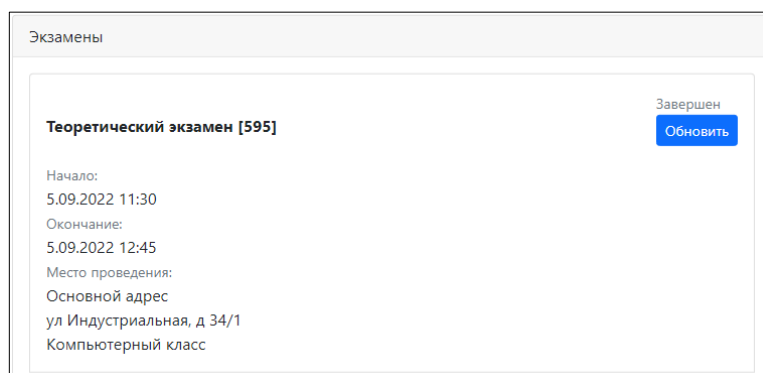 Экзамены
Завершен
Теоретический экзамен [595]
Обновить
Начало:
5.09.2022 11:30
Окончание:
5.09.2022 12:45
Место проведения:
Основной адрес
ул Индустриальная, д 34/1
Компьютерный класс